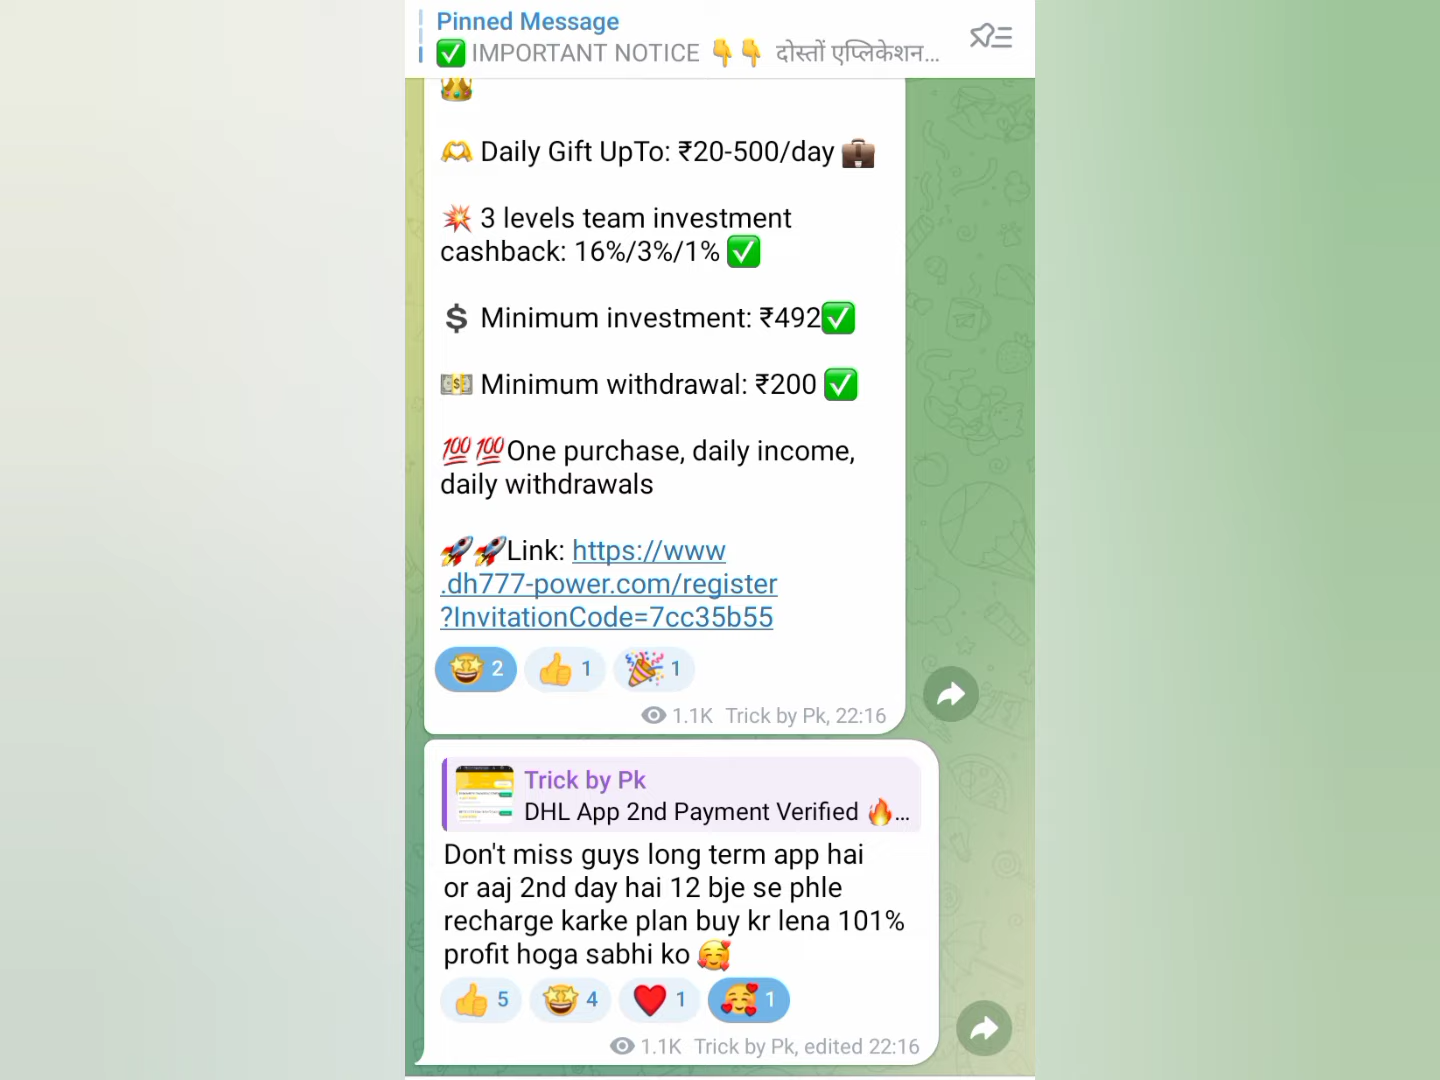 Pinned Message
✅ IMPORTANT NOTICE 👇👇 दोस्तों एप्लिकेशन...
👑
🫶 Daily Gift UpTo: ₹20-500/day 💼
💥 3 levels team investment
cashback: 16%/3%/1% ✅
💲 Minimum investment: ₹492✅
💵 Minimum withdrawal: ₹200 ✅
💯💯One purchase, daily income,
daily withdrawals
🚀🚀Link: https://www
.dh777-power.com/register
?InvitationCode=7cc35b55
🤩 2 👍 1 🎉 1
1.1K Trick by Pk, 22:16
Trick by Pk
DHL App 2nd Payment Verified 🔥...
Don't miss guys long term app hai
or aaj 2nd day hai 12 bje se phle
recharge karke plan buy kr lena 101%
profit hoga sabhi ko 🥰
👍 5 🤩 4 ❤️ 1 🥰 1
1.1K Trick by Pk, edited 22:16